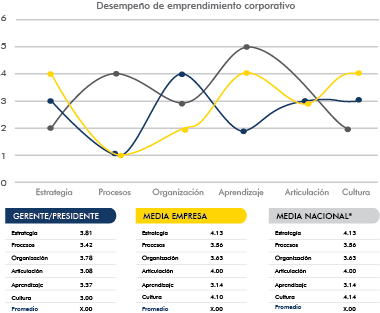 Desempeño de emprendimiento corporativo
6
5
4
3
2
1
0
Estrategia Procesos Organización Aprendizaje Articulación Cultura
GERENTE/PRESIDENTE
Estrategia 3.81
Procesos 3.42
Organización 3.78
Articulación 3.08
Aprendizaje 3.37
Cultura 3.00
Promedio X.00
MEDIA EMPRESA
Estrategia 4.13
Procesos 3.56
Organización 3.63
Articulación 4.00
Aprendizaje 3.14
Cultura 4.10
Promedio X.00
MEDIA NACIONAL*
Estrategia 4.13
Procesos 3.56
Organización 3.63
Articulación 4.00
Aprendizaje 3.14
Cultura 4.14
Promedio X.00